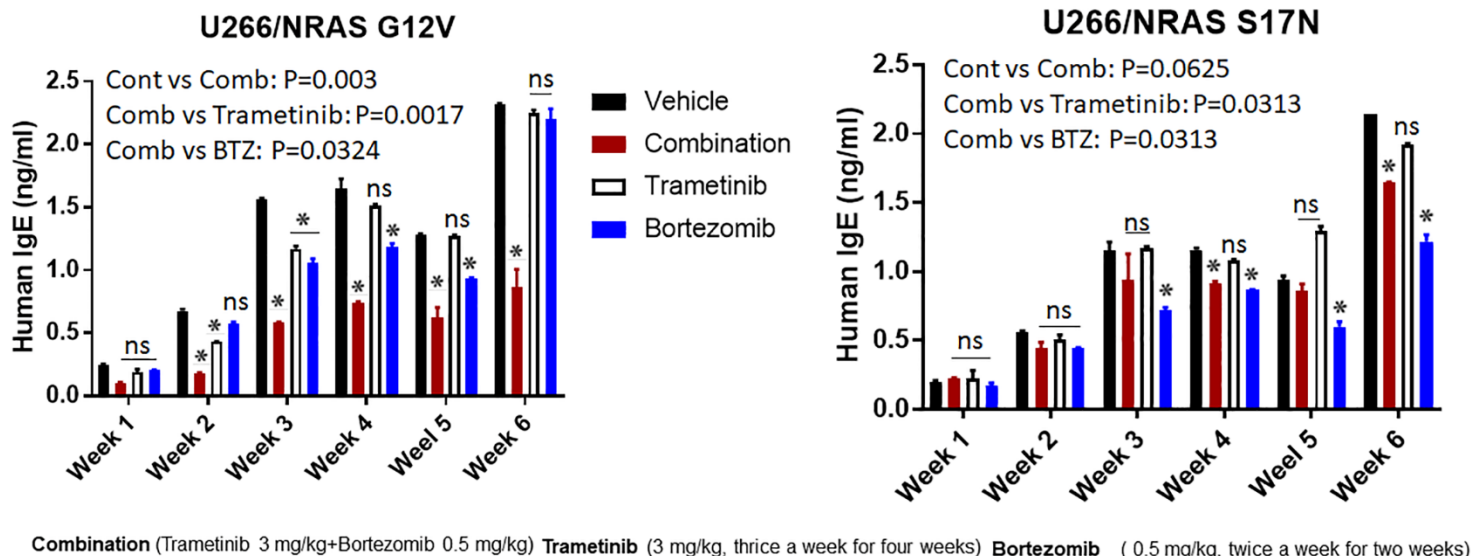 U266/NRAS G12V
Cont vs Comb: P=0.003
Comb vs Trametinib: P=0.0017
Comb vs BTZ: P=0.0324
Human IgE (ng/ml)
2.5
2.0
1.5
1.0
0.5
0.0
ns
*
*
ns
*
*
*
ns
*
*
ns
*
*
ns
Week 1
Week 2
Week 3
Week 4
Weel 5
Week 6
Vehicle
Combination
Trametinib
Bortezomib
U266/NRAS S17N
Cont vs Comb: P=0.0625
Comb vs Trametinib: P=0.0313
Comb vs BTZ: P=0.0313
Human IgE (ng/ml)
2.5
2.0
1.5
1.0
0.5
0.0
ns
ns
ns
*
*
ns
*
ns
*
*
ns
*
Week 1
Week 2
Week 3
Week 4
Weel 5
Week 6
Combination (Trametinib 3 mg/kg+Bortezomib 0.5 mg/kg) Trametinib (3 mg/kg, thrice a week for four weeks) Bortezomib ( 0.5 mg/kg, twice a week for two weeks)